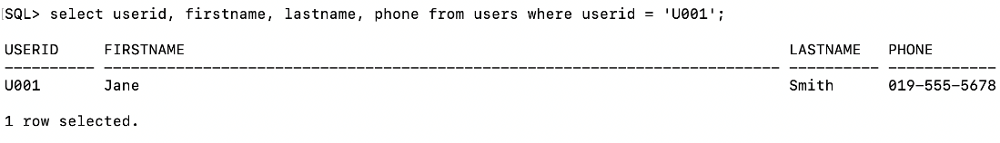 SQL> select userid, firstname, lastname, phone from users where userid = 'U001';
USERID     FIRSTNAME                                                                   LASTNAME   PHONE
---------- --------------------------------------------------------------------------- ---------- ------------
U001       Jane                                                                        Smith      019-555-5678
1 row selected.